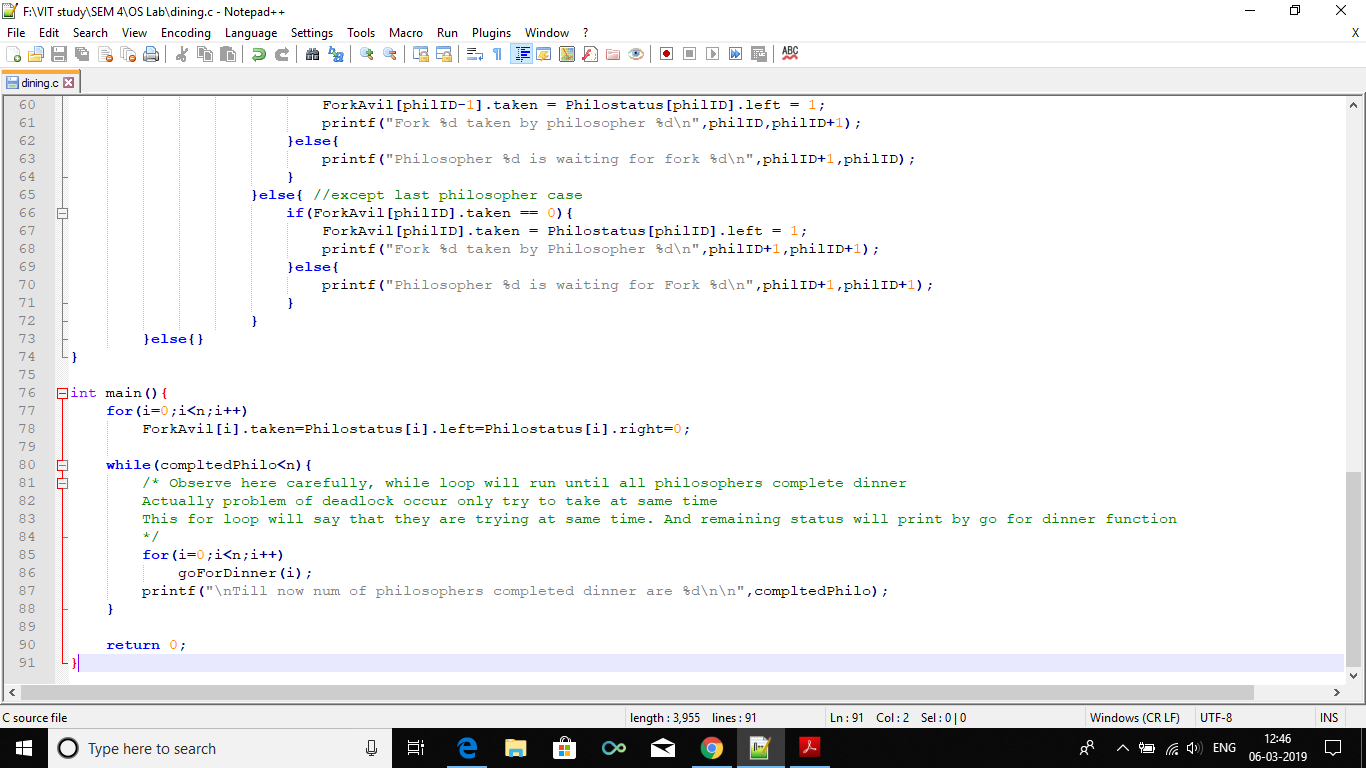 F:\VIT study\SEM 4\OS Lab\dining.c - Notepad++
File Edit Search View Encoding Language Settings Tools Macro Run Plugins Window ? X
dining.c
60 ForkAvil[philID-1].taken = Philostatus[philID].left = 1;
61 printf("Fork %d taken by philosopher %d\n",philID,philID+1);
62 }else{
63 printf("Philosopher %d is waiting for fork %d\n",philID+1,philID);
64 }
65 }else{ //except last philosopher case
66 if(ForkAvil[philID].taken == 0){
67 ForkAvil[philID].taken = Philostatus[philID].left = 1;
68 printf("Fork %d taken by Philosopher %d\n",philID+1,philID+1);
69 }else{
70 printf("Philosopher %d is waiting for Fork %d\n",philID+1,philID+1);
71 }
72 }
73 }else{}
74 }
75
76 int main(){
77 for(i=0;i<n;i++)
78 ForkAvil[i].taken=Philostatus[i].left=Philostatus[i].right=0;
79
80 while(compltedPhilo<n){
81 /* Observe here carefully, while loop will run until all philosophers complete dinner
82 Actually problem of deadlock occur only try to take at same time
83 This for loop will say that they are trying at same time. And remaining status will print by go for dinner function
84 */
85 for(i=0;i<n;i++)
86 goForDinner(i);
87 printf("\nTill now num of philosophers completed dinner are %d\n\n",compltedPhilo);
88 }
89
90 return 0;
91 }
C source file length : 3,955 lines : 91 Ln : 91 Col : 2 Sel : 0 | 0 Windows (CR LF) UTF-8 INS
Type here to search ENG 12:46
06-03-2019